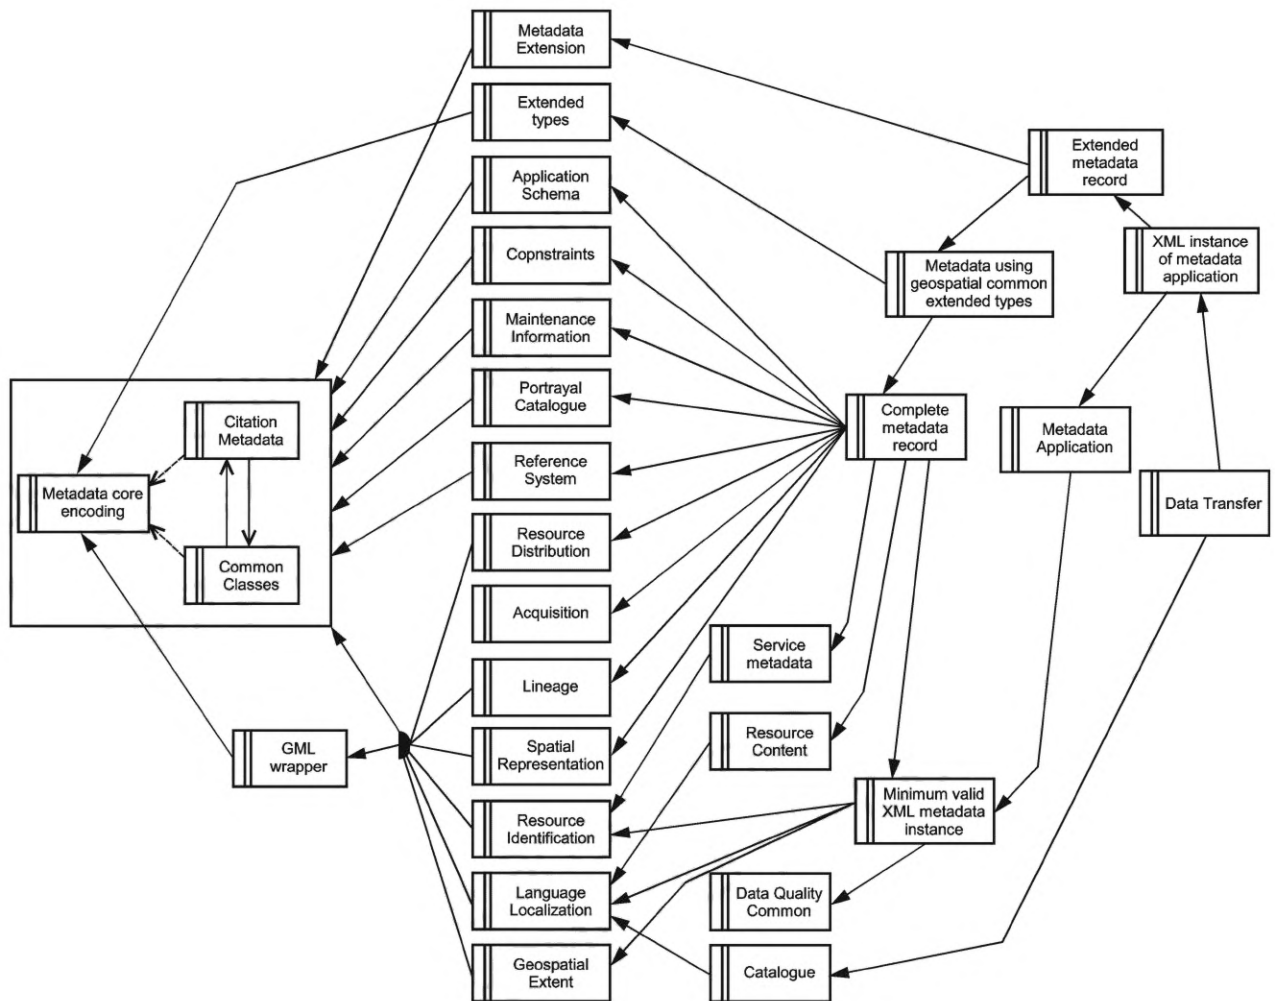 Metadata
Extension
Extended
types
Application
Schema
Copnstraints
Maintenance
Information
Portrayal
Catalogue
Reference
System
Resource
Distribution
Acquisition
Lineage
Spatial
Representation
Resource
Identification
Language
Localization
Geospatial
Extent
Citation
Metadata
Metadata core
encoding
Common
Classes
GML
wrapper
Extended
metadata
record
XML instance
of metadata
application
Metadata using
geospatial common
extended types
Complete
metadata
record
Metadata
Application
Data Transfer
Service
metadata
Resource
Content
Minimum valid
XML metadata
instance
Data Quality
Common
Catalogue